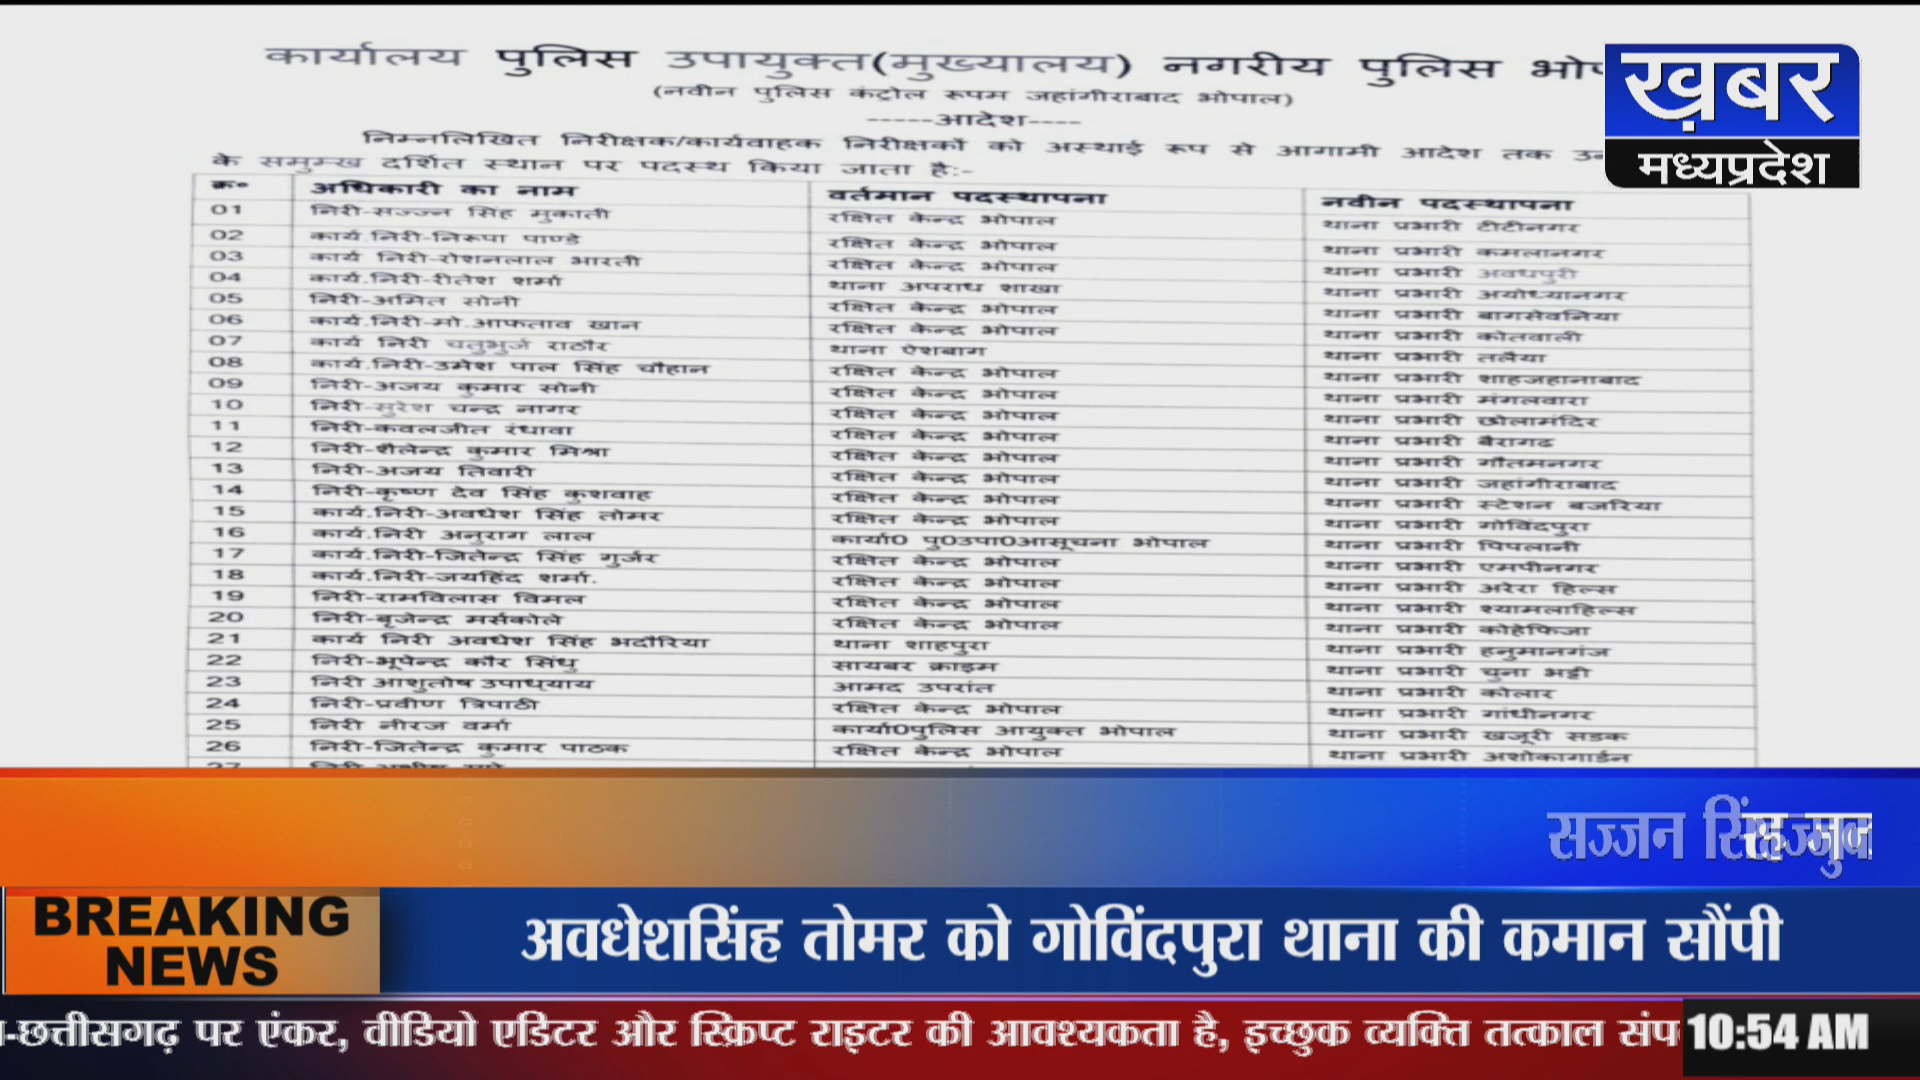 कार्यालय पुलिस उपायुक्त(मुख्यालय) नगरीय पुलिस
(नवीन पुलिस कंट्रोल रूपम जहांगीराबाद भोपाल)
-----आदेश----
निम्नलिखित निरीक्षक/कार्यवाहक निरीक्षकों को अस्थाई रूप से आगामी आदेश तक
के समुम्ख दर्शित स्थान पर पदस्थ किया जाता है:-
क्र० अधिकारी का नाम वर्तमान पदस्थापना नवीन पदस्थापना
01 निरी-सज्ज्न सिंह मुकाती रक्षित केन्द्र भोपाल थाना प्रभारी टीटीनगर
02 कार्य.निरी-निरूपा पाण्डे रक्षित केन्द्र भोपाल थाना प्रभारी कमलानगर
03 कार्य निरी-रोशनलाल भारती रक्षित केन्द्र भोपाल थाना प्रभारी अवधपुरी
04 कार्य.निरी-रीतेश शर्मा थाना अपराध शाखा थाना प्रभारी अयोध्यानगर
05 निरी-अमित सोनी रक्षित केन्द्र भोपाल थाना प्रभारी बागसेवनिया
06 कार्य.निरी-मो.आफताव खान रक्षित केन्द्र भोपाल थाना प्रभारी कोतवाली
07 कार्य निरी चतुभुर्ज राठौर थाना ऐशबाग थाना प्रभारी तलैया
08 कार्य.निरी-उमेश पाल सिंह चौहान रक्षित केन्द्र भोपाल थाना प्रभारी शाहजहानाबाद
09 निरी-अजय कुमार सोनी रक्षित केन्द्र भोपाल थाना प्रभारी मंगलवारा
10 निरी-सुरेश चन्द्र नागर रक्षित केन्द्र भोपाल थाना प्रभारी छोलामंदिर
11 निरी-कवलजीत रंधावा रक्षित केन्द्र भोपाल थाना प्रभारी बैरागढ
12 निरी-शैलेन्द्र कुमार मिश्रा रक्षित केन्द्र भोपाल थाना प्रभारी गौतमनगर
13 निरी-अजय तिवारी रक्षित केन्द्र भोपाल थाना प्रभारी जहांगीराबाद
14 निरी-कृष्ण देव सिंह कुशवाह रक्षित केन्द्र भोपाल थाना प्रभारी स्टेशन बजरिया
15 कार्य.निरी-अवधेश सिंह तोमर रक्षित केन्द्र भोपाल थाना प्रभारी गोविंदपुरा
16 कार्य.निरी अनुराग लाल कार्या0 पु0उपा0आसूचना भोपाल थाना प्रभारी पिपलानी
17 कार्य.निरी-जितेन्द्र सिंह गुर्जर रक्षित केन्द्र भोपाल थाना प्रभारी एमपीनगर
18 कार्य.निरी-जयहिंद शर्मा. रक्षित केन्द्र भोपाल थाना प्रभारी अरेरा हिल्स
19 निरी-रामविलास विमल रक्षित केन्द्र भोपाल थाना प्रभारी श्यामलाहिल्स
20 निरी-बृजेन्द्र मर्सकोले रक्षित केन्द्र भोपाल थाना प्रभारी कोहेफिजा
21 कार्य निरी अवधेश सिंह भदौरिया थाना शाहपुरा थाना प्रभारी हनुमानगंज
22 निरी-भूपेन्द्र कौर सिंधु सायबर क्राइम थाना प्रभारी चुना भट्टी
23 निरी आशुतोष उपाध्याय आमद उपरांत थाना प्रभारी कोलार
24 निरी-प्रवीण त्रिपाठी रक्षित केन्द्र भोपाल थाना प्रभारी गांधीनगर
25 निरी नीरज वर्मा कार्या0पुलिस आयुक्त भोपाल थाना प्रभारी खजूरी सडक
26 निरी-जितेन्द्र कुमार पाठक रक्षित केन्द्र भोपाल थाना प्रभारी अशोकागार्डन
ख़बर
मध्यप्रदेश
सज्जन
BREAKING
NEWS
अवधेशसिंह तोमर को गोविंदपुरा थाना की कमान सौंपी
-छत्तीसगढ़ पर एंकर, वीडियो एडिटर और स्क्रिप्ट राइटर की आवश्यकता है, इच्छुक व्यक्ति तत्काल
10:54 AM